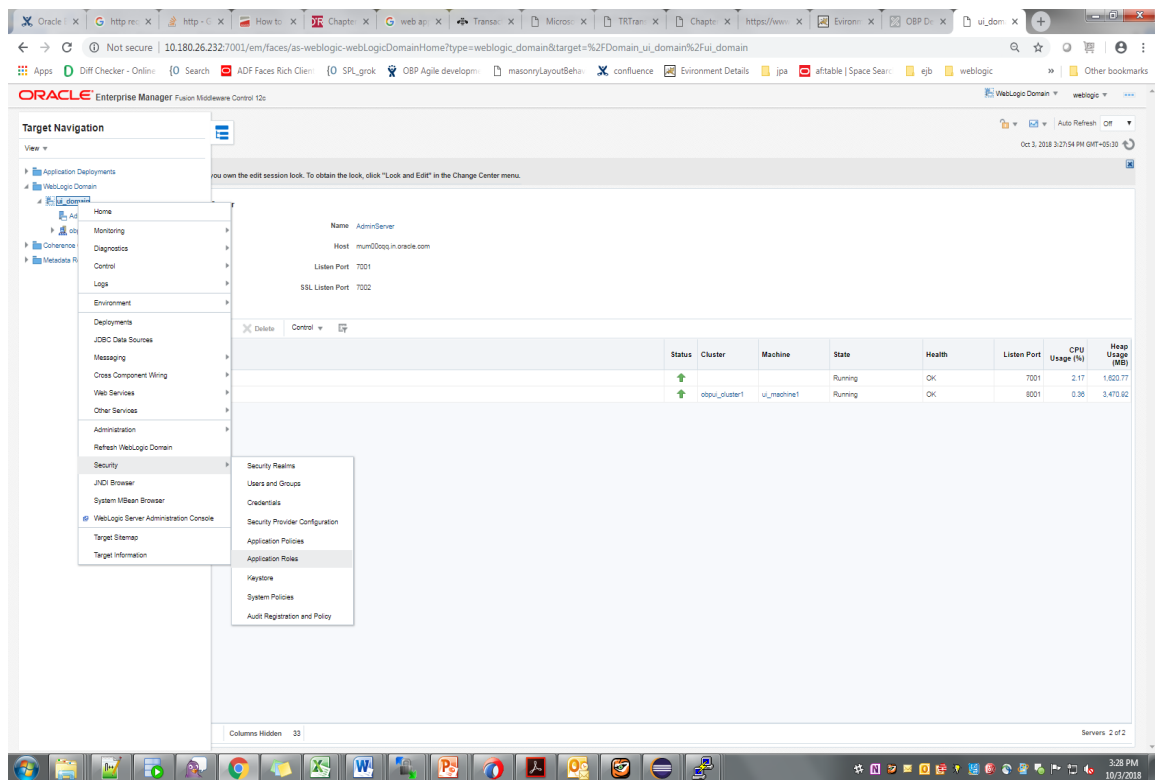 Oracle
http req
http - G
How to
Chapte
web ap
Transac
Microsc
TRTran
Chapte
https://www
Evironn
OBP De
ui_dom
Not secure | 10.180.26.232:7001/em/faces/as-weblogic-webLogicDomainHome?type=weblogic_domain&target=%2FDomain_ui_domain%2Fui_domain
Apps
Diff Checker - Online
Search
ADF Faces Rich Client
SPL_grok
OBP Agile developme
masonryLayoutBehav
confluence
Evironment Details
jpa
af:table | Space Searc
ejb
weblogic
»
Other bookmarks
ORACLE Enterprise Manager Fusion Middleware Control 12c
WebLogic Domain
weblogic
Target Navigation
Auto Refresh Off
View
Oct 3, 2018 3:27:54 PM GMT+05:30
Application Deployments
you own the edit session lock. To obtain the lock, click "Lock and Edit" in the Change Center menu.
WebLogic Domain
ui_domain
Ad
obp
Coherence
Metadata R
Home
Monitoring
Diagnostics
Control
Logs
Environment
Deployments
JDBC Data Sources
Messaging
Cross Component Wiring
Web Services
Other Services
Administration
Refresh WebLogic Domain
Security
JNDI Browser
System MBean Browser
WebLogic Server Administration Console
Target Sitemap
Target Information
Security Realms
Users and Groups
Credentials
Security Provider Configuration
Application Policies
Application Roles
Keystore
System Policies
Audit Registration and Policy
r
Name AdminServer
Host mum00cqq.in.oracle.com
Listen Port 7001
SSL Listen Port 7002
Delete Control
Status Cluster Machine State Health Listen Port CPU Usage (%) Heap Usage (MB)
Running OK 7001 2.17 1,620.77
obpui_cluster1 ui_machine1 Running OK 8001 0.36 3,470.92
Columns Hidden 33
Servers 2 of 2
3:28 PM
10/3/2018